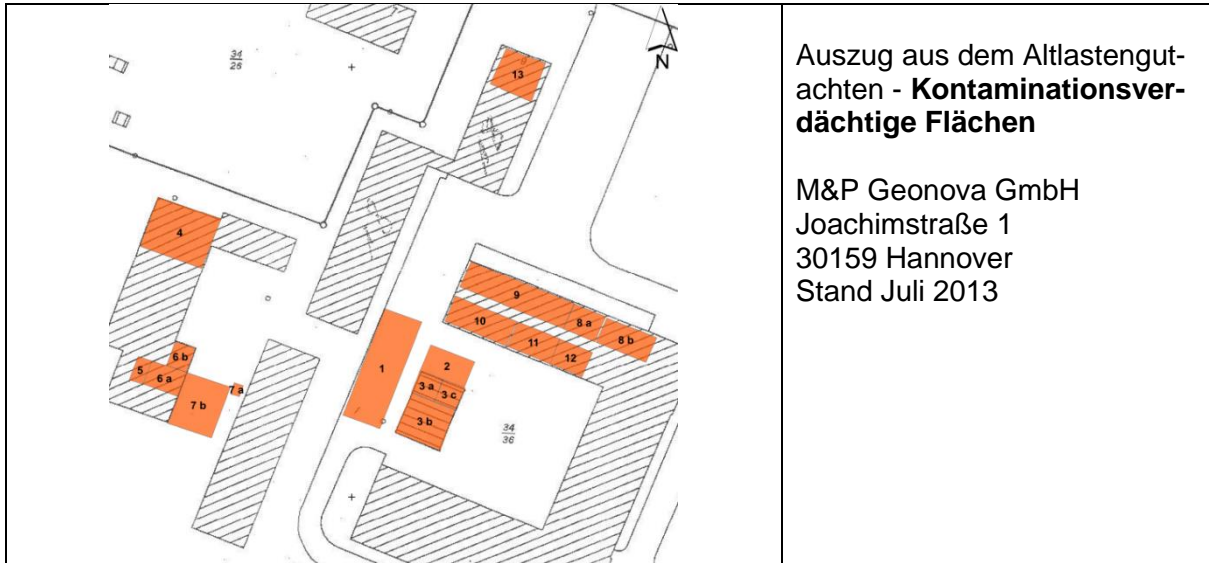 34
26
N
13
4
9
8 a
8 b
10
11
12
1
2
3 a
3 c
3 b
5
6 b
6 a
7 a
7 b
34
36
Auszug aus dem Altlastengut-
achten - Kontaminationsver-
dächtige Flächen
M&P Geonova GmbH
Joachimstraße 1
30159 Hannover
Stand Juli 2013